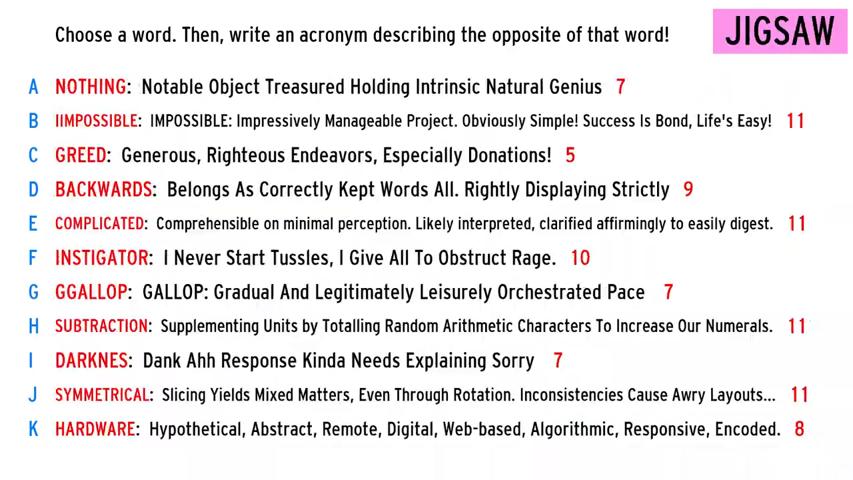 Choose a word. Then, write an acronym describing the opposite of that word!
JIGSAW
A NOTHING: Notable Object Treasured Holding Intrinsic Natural Genius 7
B IIMPOSSIBLE: IMPOSSIBLE: Impressively Manageable Project. Obviously Simple! Success Is Bond, Life's Easy! 11
C GREED: Generous, Righteous Endeavors, Especially Donations! 5
D BACKWARDS: Belongs As Correctly Kept Words All. Rightly Displaying Strictly 9
E COMPLICATED: Comprehensible on minimal perception. Likely interpreted, clarified affirmingly to easily digest. 11
F INSTIGATOR: I Never Start Tussles, I Give All To Obstruct Rage. 10
G GGALLOP: GALLOP: Gradual And Legitimately Leisurely Orchestrated Pace 7
H SUBTRACTION: Supplementing Units by Totalling Random Arithmetic Characters To Increase Our Numerals. 11
I DARKNES: Dank Ahh Response Kinda Needs Explaining Sorry 7
J SYMMETRICAL: Slicing Yields Mixed Matters, Even Through Rotation. Inconsistencies Cause Awry Layouts... 11
K HARDWARE: Hypothetical, Abstract, Remote, Digital, Web-based, Algorithmic, Responsive, Encoded. 8